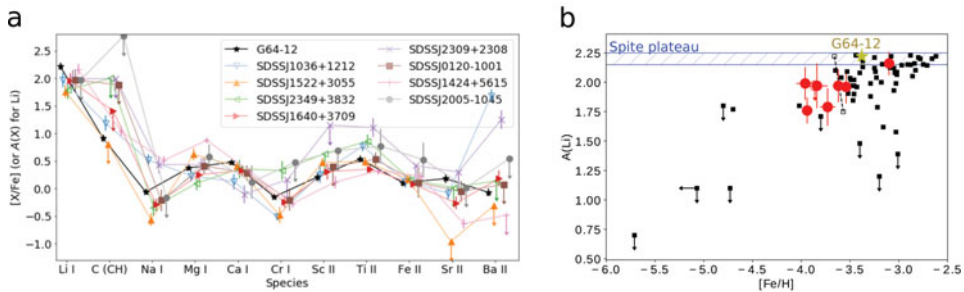 a
[X/Fe] (or A(X) for Li)
2.5
2.0
1.5
1.0
0.5
0.0
−0.5
−1.0
G64-12
SDSSJ1036+1212
SDSSJ1522+3055
SDSSJ2349+3832
SDSSJ1640+3709
SDSSJ2309+2308
SDSSJ0120-1001
SDSSJ1424+5615
SDSSJ2005-1045
Li I C (CH) Na I Mg I Ca I Cr I Sc II Ti II Fe II Sr II Ba II
Species
b
A(Li)
2.50
2.25
2.00
1.75
1.50
1.25
1.00
0.75
0.50
G64-12
Spite plateau
−6.0 −5.5 −5.0 −4.5 −4.0 −3.5 −3.0 −2.5
[Fe/H]